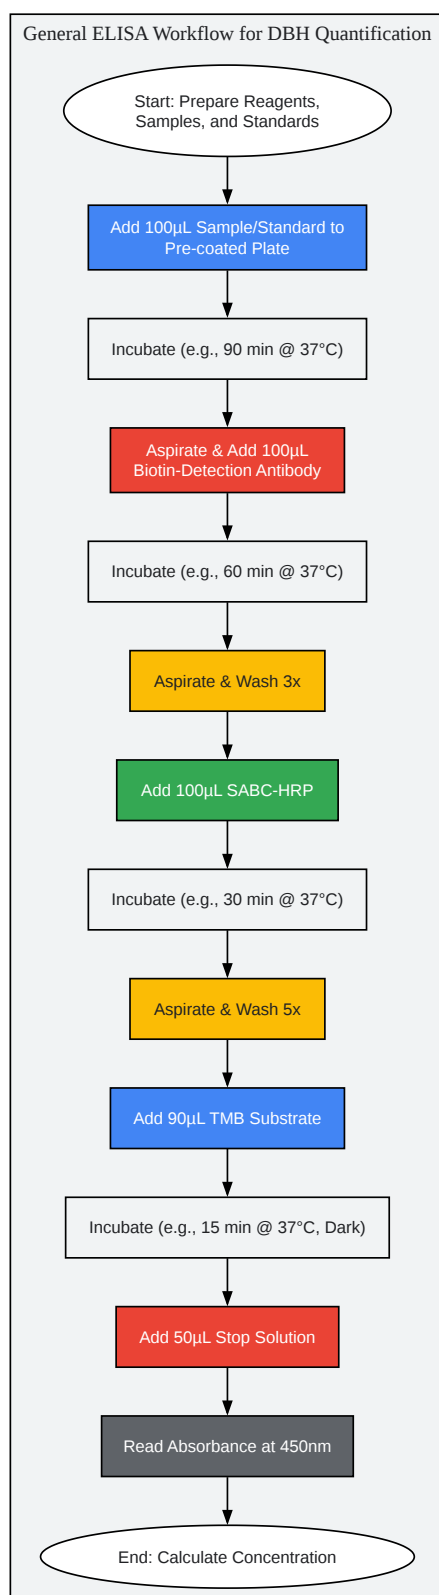 General ELISA Workflow for DBH Quantification
Start: Prepare Reagents,
Samples, and Standards
Add 100µL Sample/Standard to
Pre-coated Plate
Incubate (e.g., 90 min @ 37°C)
Aspirate & Add 100µL
Biotin-Detection Antibody
Incubate (e.g., 60 min @ 37°C)
Aspirate & Wash 3x
Add 100µL SABC-HRP
Incubate (e.g., 30 min @ 37°C)
Aspirate & Wash 5x
Add 90µL TMB Substrate
Incubate (e.g., 15 min @ 37°C, Dark)
Add 50µL Stop Solution
Read Absorbance at 450nm
End: Calculate Concentration